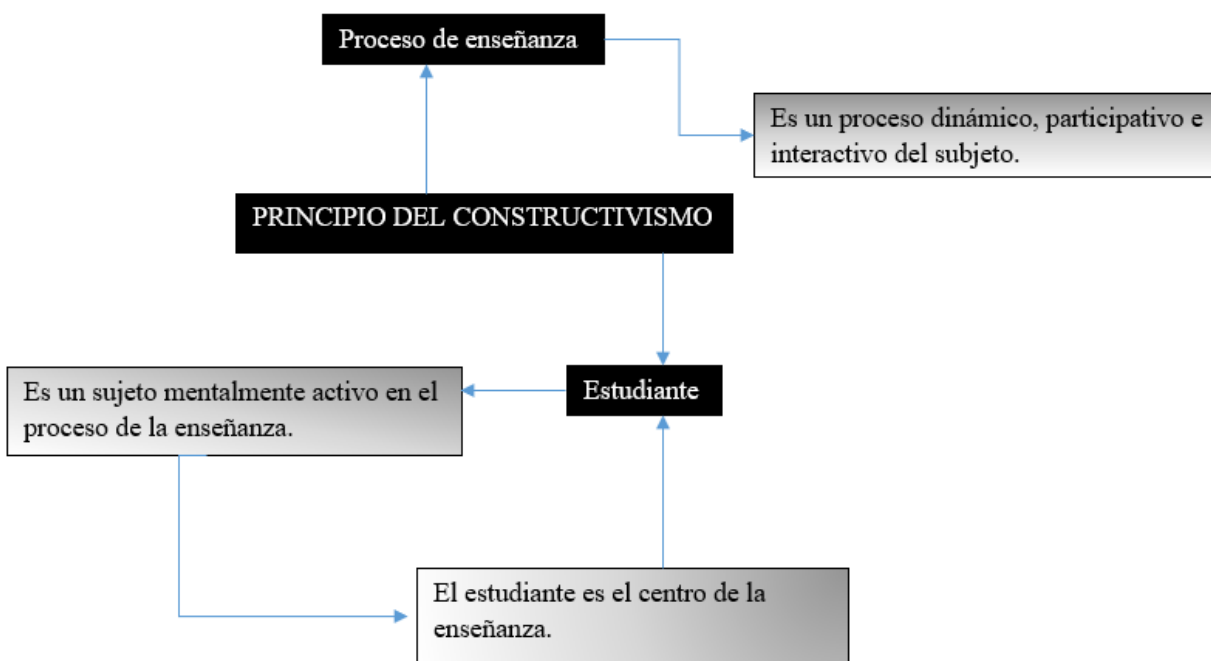 Proceso de enseñanza
Es un proceso dinámico, participativo e
interactivo del subjeto.
PRINCIPIO DEL CONSTRUCTIVISMO
Estudiante
Es un sujeto mentalmente activo en el
proceso de la enseñanza.
El estudiante es el centro de la
enseñanza.